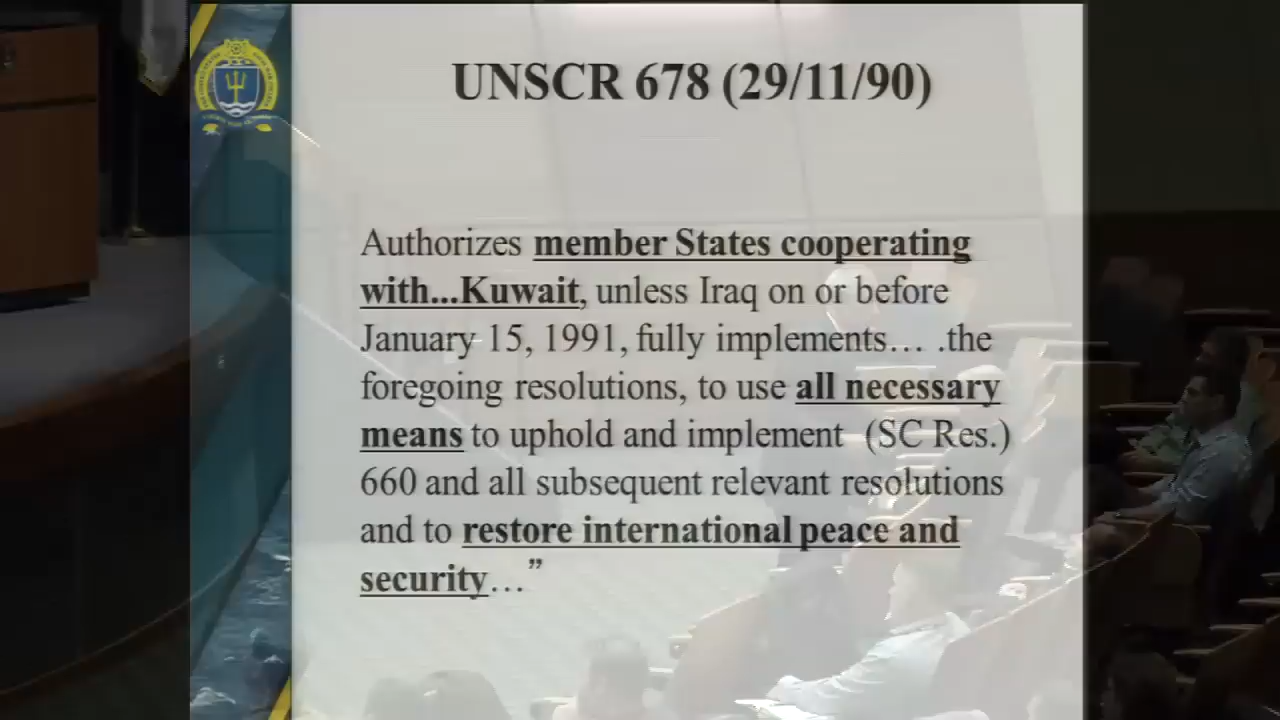 UNSCR 678 (29/11/90)
Authorizes member States cooperating
with...Kuwait, unless Iraq on or before
January 15, 1991, fully implements… .the
foregoing resolutions, to use all necessary
means to uphold and implement  (SC Res.)
660 and all subsequent relevant resolutions
and to restore international peace and
security…”